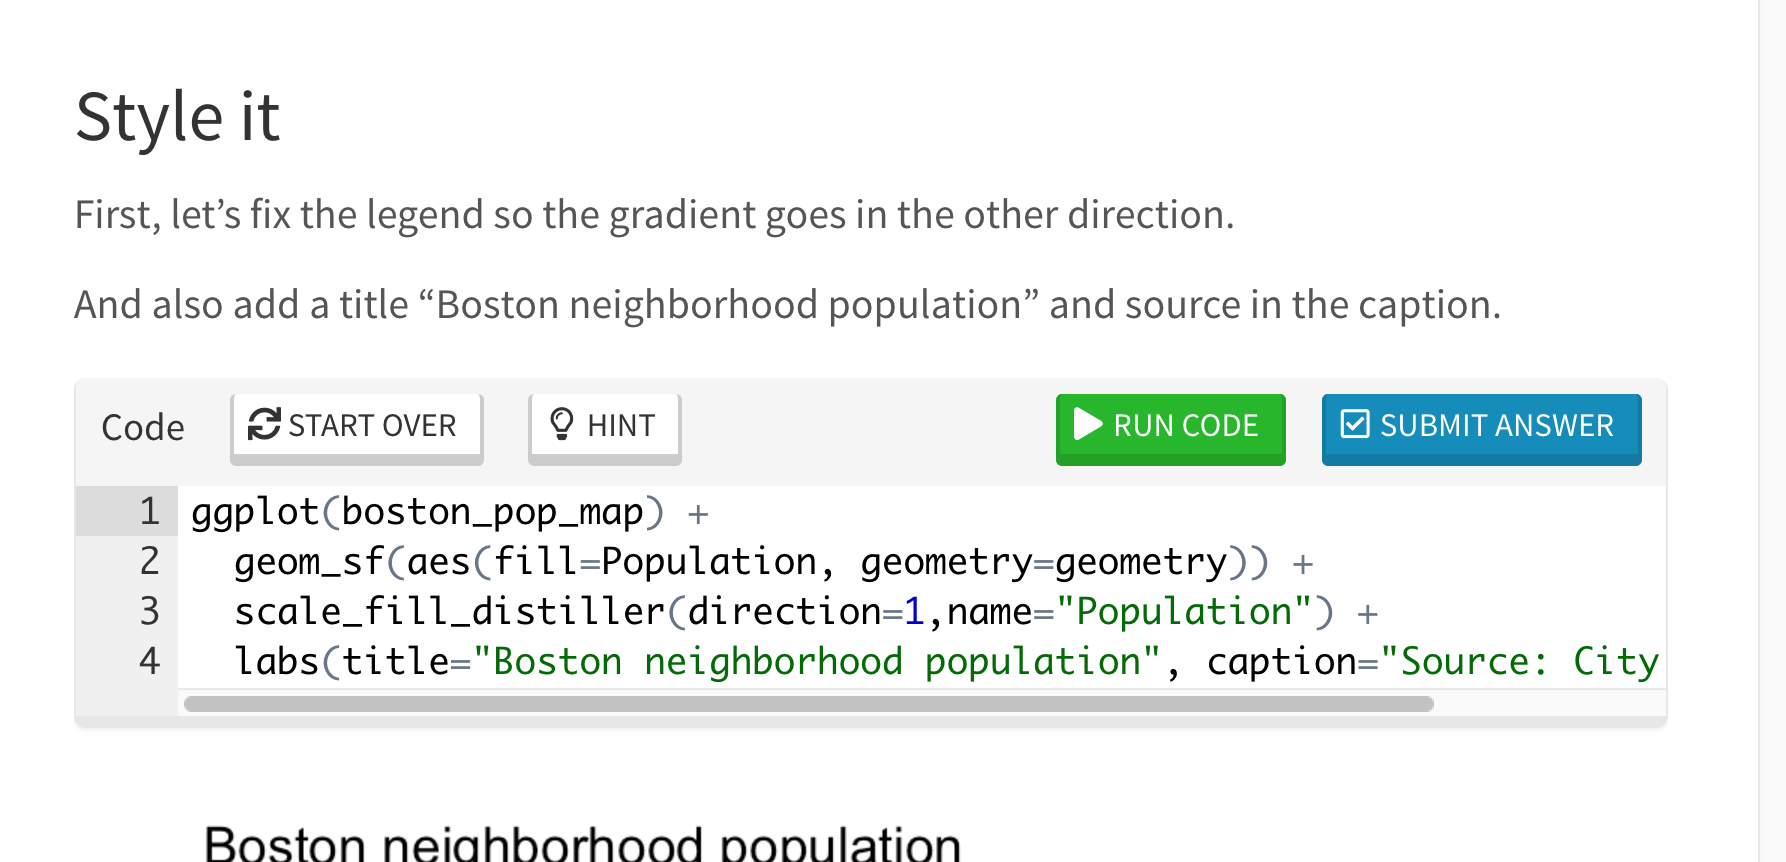 Style it
First, let’s fix the legend so the gradient goes in the other direction.
And also add a title “Boston neighborhood population” and source in the caption.
Code START OVER HINT RUN CODE SUBMIT ANSWER
1 ggplot(boston_pop_map) +
2 geom_sf(aes(fill=Population, geometry=geometry)) +
3 scale_fill_distiller(direction=1,name="Population") +
4 labs(title="Boston neighborhood population", caption="Source: City
Boston neighborhood population